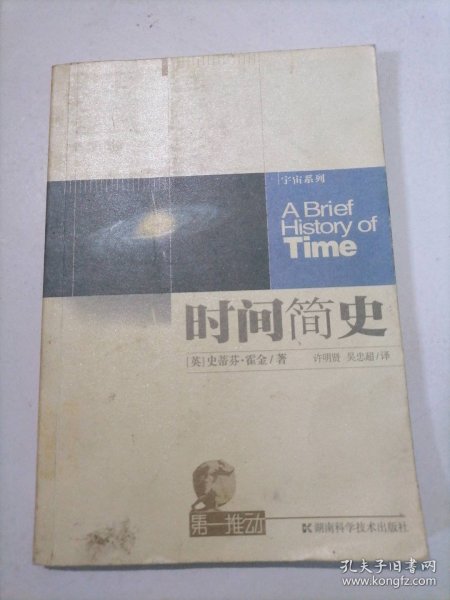 宇宙系列
A Brief
History of
Time
时间简史
[英]史蒂芬·霍金/著
许明贤 吴忠超/译
第一推动
湖南科学技术出版社
孔夫子旧书网
www.kongfz.com